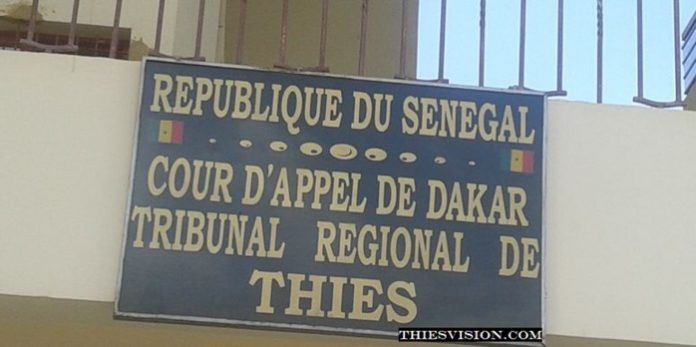 REPUBLIQUE DU SENEGAL
COUR D'APPEL DE DAKAR
TRIBUNAL REGIONAL DE
THIES
THIESVISION.COM